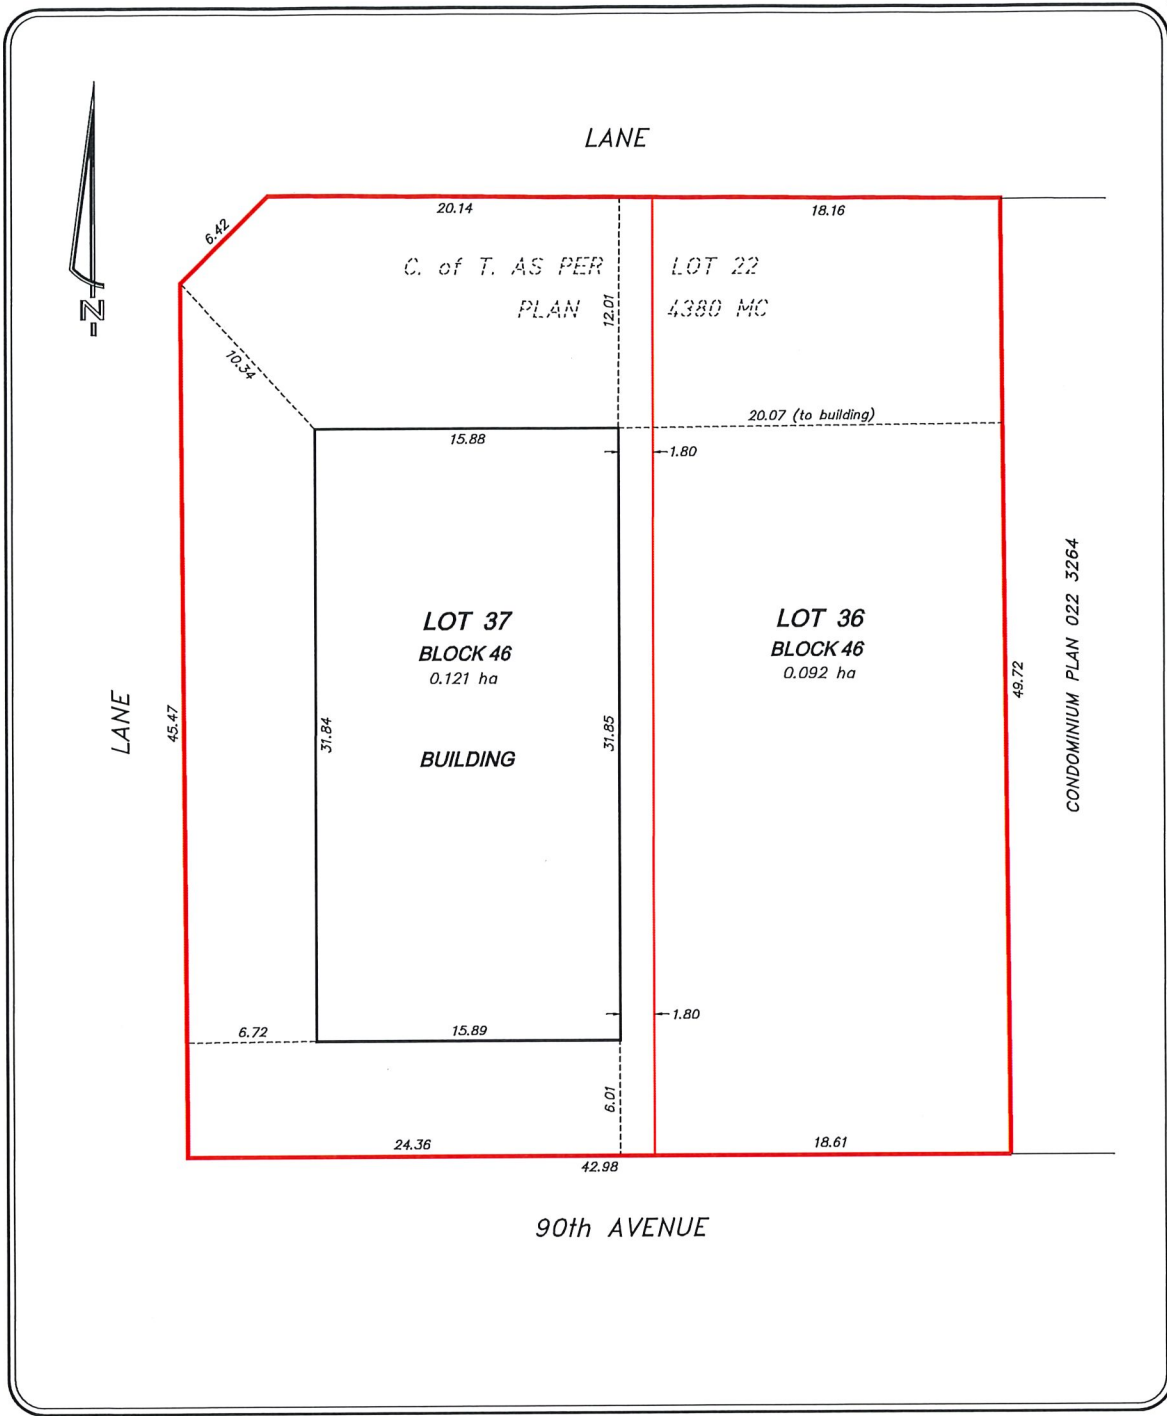 LANE
-N-
6.42
20.14
18.16
C. of T. AS PER LOT 22
PLAN 4380 MC
12.01
10.34
20.07 (to building)
15.88
1.80
LOT 37
BLOCK 46
0.121 ha
LOT 36
BLOCK 46
0.092 ha
LANE
45.47
31.84
BUILDING
31.85
49.72
CONDOMINIUM PLAN 022 3264
1.80
6.72
15.89
6.01
24.36
18.61
42.98
90th AVENUE